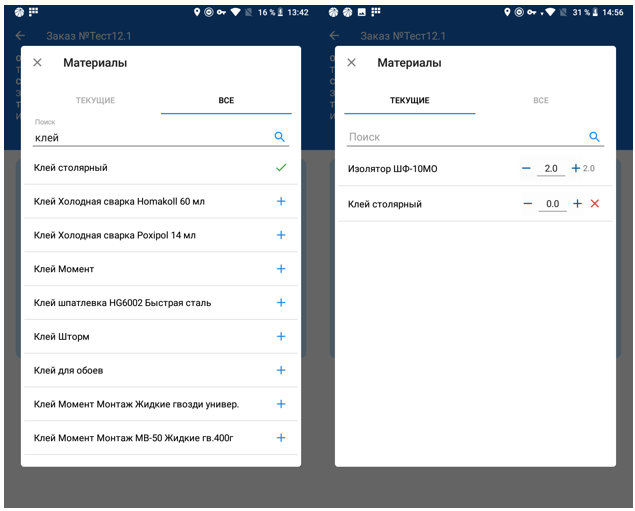 16 % 13:42
Заказ №Тест12.1
Материалы
ТЕКУЩИЕ
ВСЕ
Поиск
клей
Клей столярный
Клей Холодная сварка Homakoll 60 мл
Клей Холодная сварка Poxipol 14 мл
Клей Момент
Клей шпатлевка HG6002 Быстрая сталь
Клей Шторм
Клей для обоев
Клей Момент Монтаж Жидкие гвозди универ.
Клей Момент Монтаж МВ-50 Жидкие гв.400г
31 % 14:56
Заказ №Тест12.1
Материалы
ТЕКУЩИЕ
ВСЕ
Поиск
Изолятор ШФ-10МО − 2.0 + 2.0
Клей столярный − 0.0 +